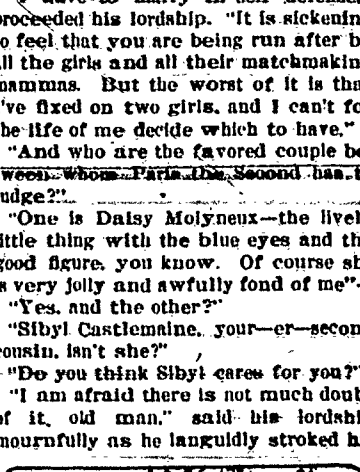 proceeded his lordship. "It is sickenin
o feel that you are being run after b
ll the girls and all their matchmaki
mammas. But the worst of it is tha
've fixed on two girls, and I can't fo
he life of me decide which to have."
"And who are the favored couple be
ween whom Paris the Second has t
udge?"
"One is Daisy Molyneux—the livel
ittle thing with the blue eyes and th
good figure, you know. Of course sh
s very jolly and awfully fond of me"-
"Yes, and the other?"
"Sibyl Castlemaine, your—er—secon
ousin, isn't she?"
"Do you think Sibyl cares for you?"
"I am afraid there is not much doub
f it, old man," said his lordshi
mournfully as he languidly stroked h